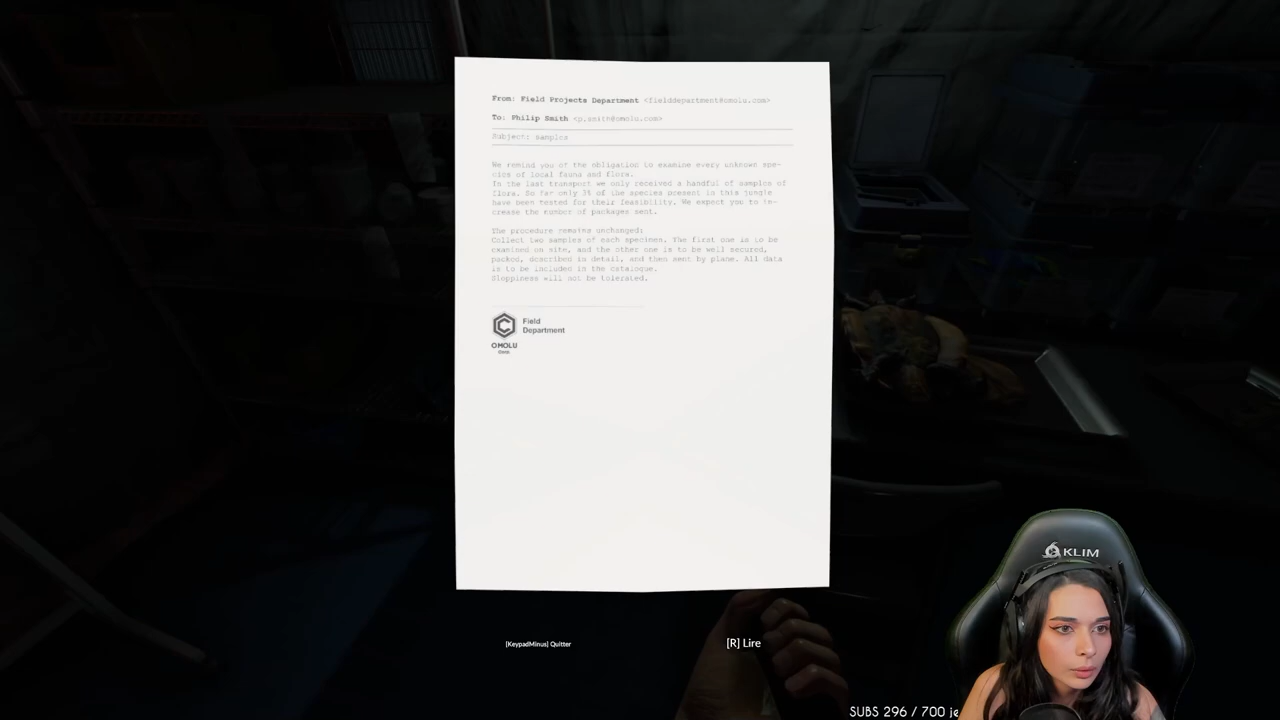 From: Field Projects Department <fielddepartment@omolu.com>
To: Philip Smith <p.smith@omolu.com>
Subject: samples
We remind you of the obligation to examine every unknown spe-
cies of local fauna and flora.
In the last transport we only received a handful of samples of
flora. So far only 3% of the species present in this jungle
have been tested for their feasibility. We expect you to in-
crease the number of packages sent.
The procedure remains unchanged:
Collect two samples of each specimen. The first one is to be
examined on site, and the other one is to be well secured,
packed, described in detail, and then sent by plane. All data
is to be included in the catalogue.
Sloppiness will not be tolerated.
Field
Department
OMOLU
KLIM
[KeypadMinus] Quitter
[R] Lire
SUBS 296 / 700 je